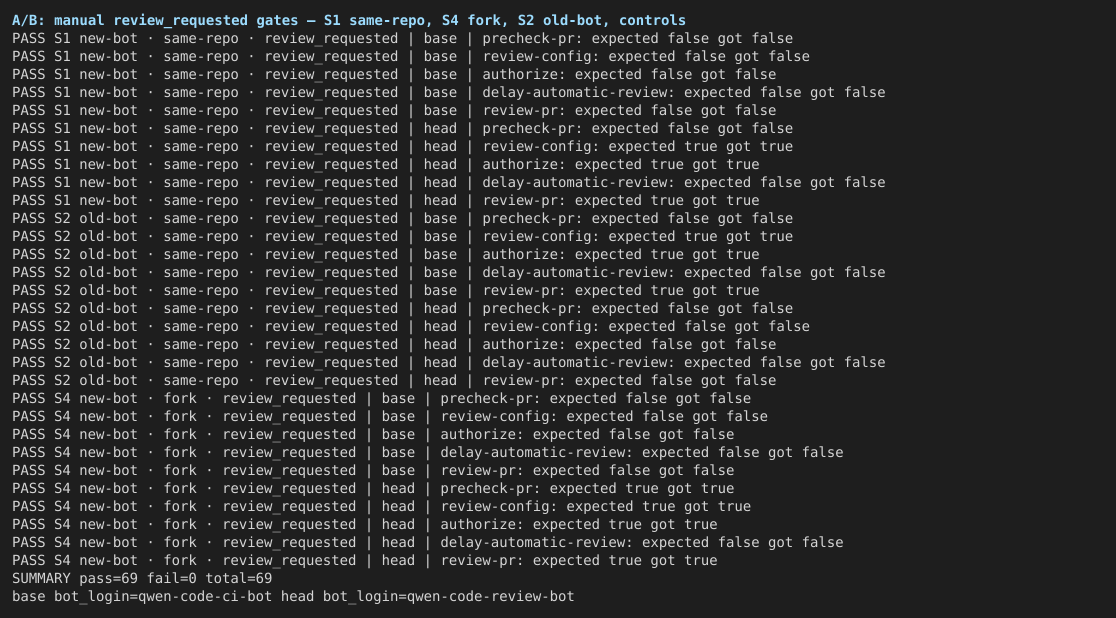 A/B: manual review_requested gates — S1 same-repo, S4 fork, S2 old-bot, controls
PASS S1 new-bot · same-repo · review_requested | base | precheck-pr: expected false got false
PASS S1 new-bot · same-repo · review_requested | base | review-config: expected false got false
PASS S1 new-bot · same-repo · review_requested | base | authorize: expected false got false
PASS S1 new-bot · same-repo · review_requested | base | delay-automatic-review: expected false got false
PASS S1 new-bot · same-repo · review_requested | base | review-pr: expected false got false
PASS S1 new-bot · same-repo · review_requested | head | precheck-pr: expected false got false
PASS S1 new-bot · same-repo · review_requested | head | review-config: expected true got true
PASS S1 new-bot · same-repo · review_requested | head | authorize: expected true got true
PASS S1 new-bot · same-repo · review_requested | head | delay-automatic-review: expected false got false
PASS S1 new-bot · same-repo · review_requested | head | review-pr: expected true got true
PASS S2 old-bot · same-repo · review_requested | base | precheck-pr: expected false got false
PASS S2 old-bot · same-repo · review_requested | base | review-config: expected true got true
PASS S2 old-bot · same-repo · review_requested | base | authorize: expected true got true
PASS S2 old-bot · same-repo · review_requested | base | delay-automatic-review: expected false got false
PASS S2 old-bot · same-repo · review_requested | base | review-pr: expected true got true
PASS S2 old-bot · same-repo · review_requested | head | precheck-pr: expected false got false
PASS S2 old-bot · same-repo · review_requested | head | review-config: expected false got false
PASS S2 old-bot · same-repo · review_requested | head | authorize: expected false got false
PASS S2 old-bot · same-repo · review_requested | head | delay-automatic-review: expected false got false
PASS S2 old-bot · same-repo · review_requested | head | review-pr: expected false got false
PASS S4 new-bot · fork · review_requested | base | precheck-pr: expected false got false
PASS S4 new-bot · fork · review_requested | base | review-config: expected false got false
PASS S4 new-bot · fork · review_requested | base | authorize: expected false got false
PASS S4 new-bot · fork · review_requested | base | delay-automatic-review: expected false got false
PASS S4 new-bot · fork · review_requested | base | review-pr: expected false got false
PASS S4 new-bot · fork · review_requested | head | precheck-pr: expected true got true
PASS S4 new-bot · fork · review_requested | head | review-config: expected true got true
PASS S4 new-bot · fork · review_requested | head | authorize: expected true got true
PASS S4 new-bot · fork · review_requested | head | delay-automatic-review: expected false got false
PASS S4 new-bot · fork · review_requested | head | review-pr: expected true got true
SUMMARY pass=69 fail=0 total=69
base bot_login=qwen-code-ci-bot head bot_login=qwen-code-review-bot